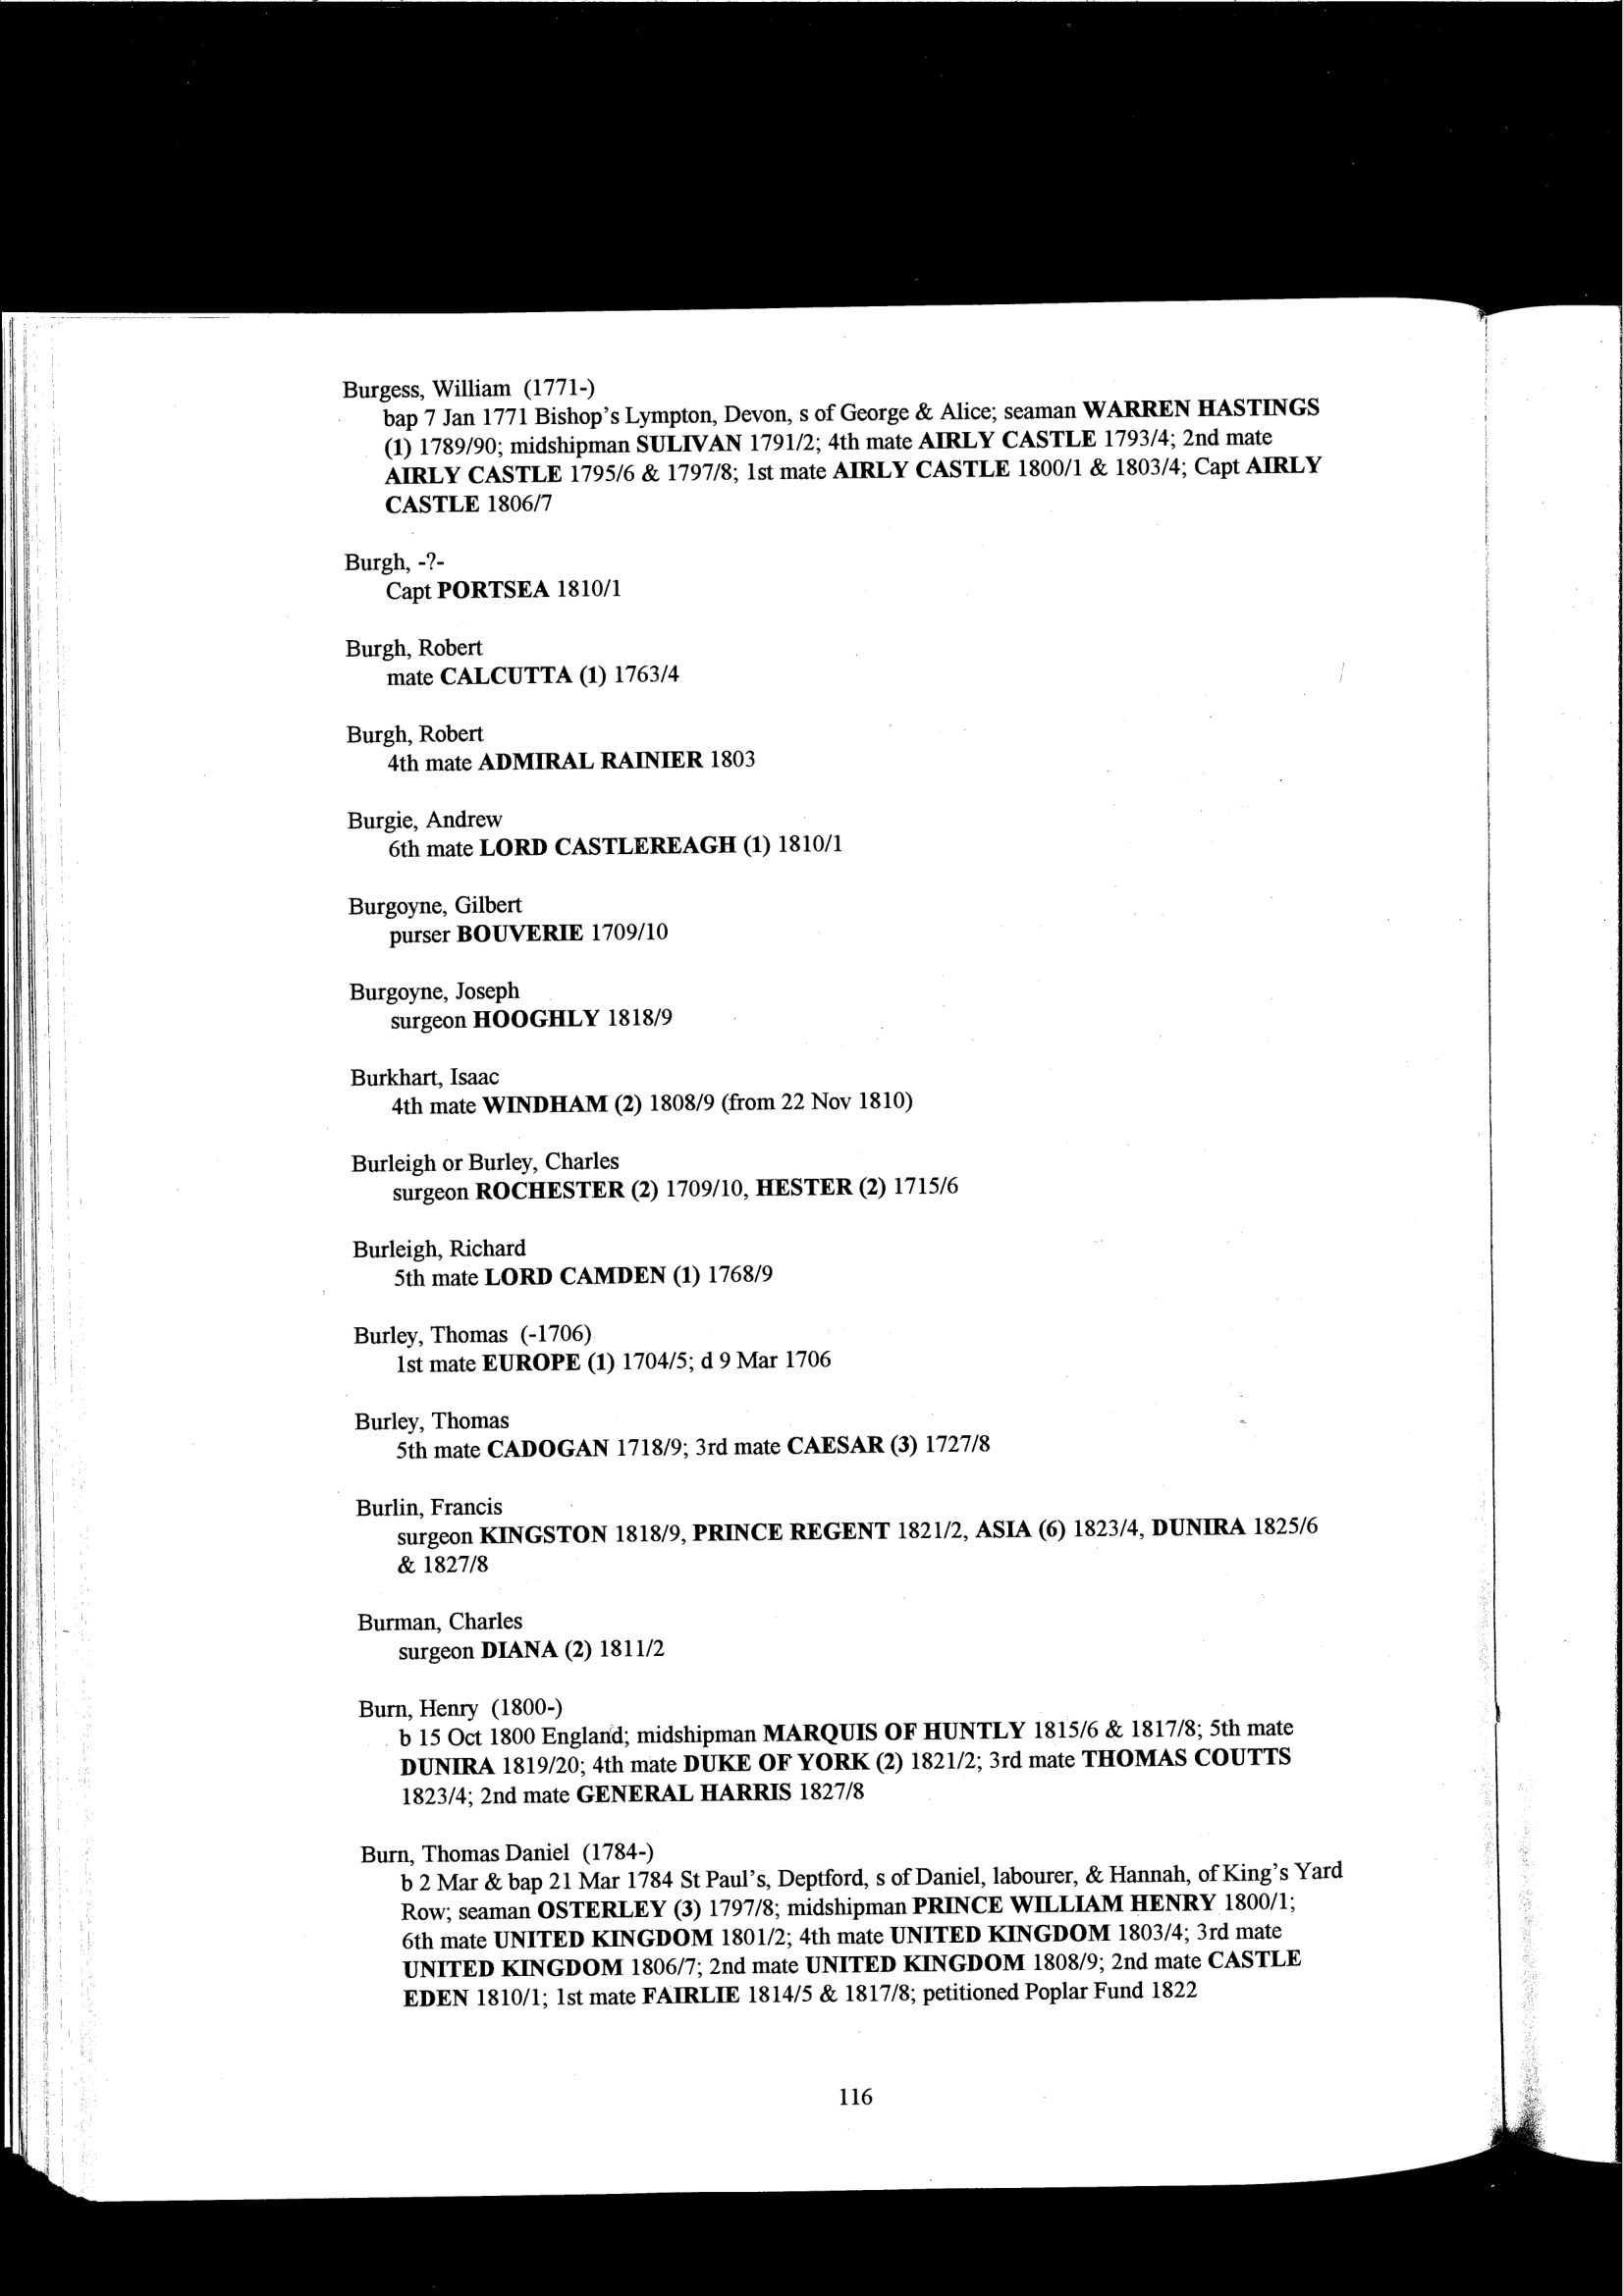 Burgess, William (1771-)
bap 7 Jan 1771 Bishop's Lympton, Devon, s of George & Alice; seaman WARREN HASTINGS
(1) 1789/90; midshipman SULIVAN 1791/2; 4th mate AIRLY CASTLE 1793/4; 2nd mate
AIRLY CASTLE 1795/6 & 1797/8; 1st mate AIRLY CASTLE 1800/1 & 1803/4; Capt AIRLY
CASTLE 1806/7
Burgh, -?-
Capt PORTSEA 1810/1
Burgh, Robert
mate CALCUTTA (1) 1763/4
Burgh, Robert
4th mate ADMIRAL RAINIER 1803
Burgie, Andrew
6th mate LORD CASTLEREAGH (1) 1810/1
Burgoyne, Gilbert
purser BOUVERIE 1709/10
Burgoyne, Joseph
surgeon HOOGHLY 1818/9
Burkhart, Isaac
4th mate WINDHAM (2) 1808/9 (from 22 Nov 1810)
Burleigh or Burley, Charles
surgeon ROCHESTER (2) 1709/10, HESTER (2) 1715/6
Burleigh, Richard
5th mate LORD CAMDEN (1) 1768/9
Burley, Thomas (-1706)
1st mate EUROPE (1) 1704/5; d 9 Mar 1706
Burley, Thomas
5th mate CADOGAN 1718/9; 3rd mate CAESAR (3) 1727/8
Burlin, Francis
surgeon KINGSTON 1818/9, PRINCE REGENT 1821/2, ASIA (6) 1823/4, DUNIRA 1825/6
& 1827/8
Burman, Charles
surgeon DIANA (2) 1811/2
Burn, Henry (1800-)
b 15 Oct 1800 England; midshipman MARQUIS OF HUNTLY 1815/6 & 1817/8; 5th mate
DUNIRA 1819/20; 4th mate DUKE OF YORK (2) 1821/2; 3rd mate THOMAS COUTTS
1823/4; 2nd mate GENERAL HARRIS 1827/8
Burn, Thomas Daniel (1784-)
b 2 Mar & bap 21 Mar 1784 St Paul's, Deptford, s of Daniel, labourer, & Hannah, of King's Yard
Row; seaman OSTERLEY (3) 1797/8; midshipman PRINCE WILLIAM HENRY 1800/1;
6th mate UNITED KINGDOM 1801/2; 4th mate UNITED KINGDOM 1803/4; 3rd mate
UNITED KINGDOM 1806/7; 2nd mate UNITED KINGDOM 1808/9; 2nd mate CASTLE
EDEN 1810/1; 1st mate FAIRLIE 1814/5 & 1817/8; petitioned Poplar Fund 1822
116